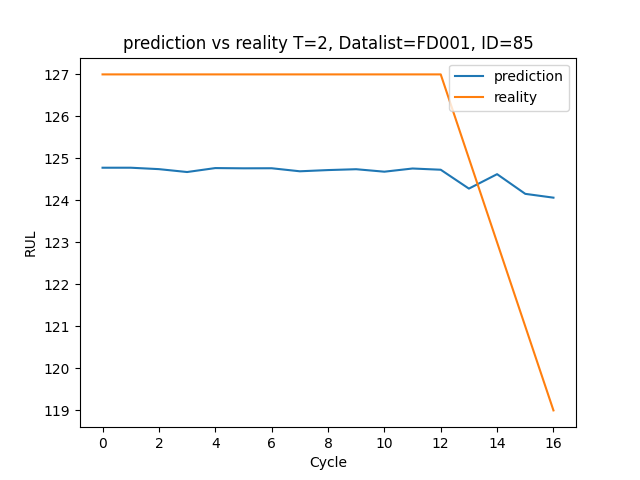 prediction vs reality T=2, Datalist=FD001, ID=85
127
126
125
124
123
122
121
120
119
RUL
prediction
reality
0 2 4 6 8 10 12 14 16
Cycle